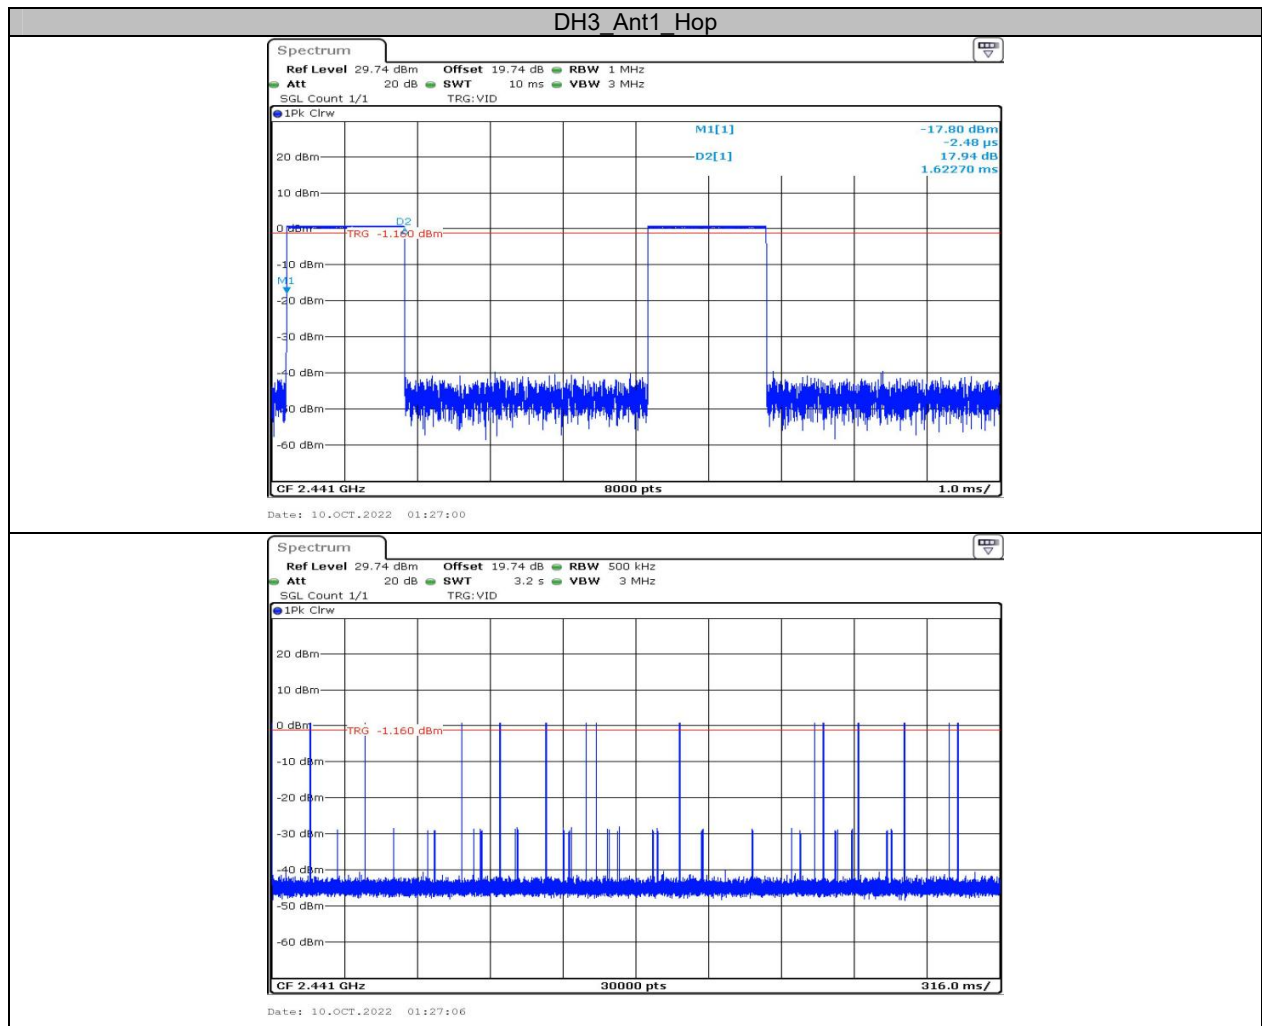 DH3_Ant1_Hop
Spectrum
Ref Level 29.74 dBm Offset 19.74 dB RBW 1 MHz
Att 20 dB SWT 10 ms VBW 3 MHz
SGL Count 1/1 TRG:VID
1Pk Clrw
M1[1] -17.80 dBm
-2.48 µs
20 dBm D2[1] 17.94 dB
1.62270 ms
10 dBm
D2
0 dBm
TRG -1.160 dBm
-10 dBm
M1
-20 dBm
-30 dBm
-40 dBm
-50 dBm
-60 dBm
CF 2.441 GHz 8000 pts 1.0 ms/
Date: 10.OCT.2022 01:27:00
Spectrum
Ref Level 29.74 dBm Offset 19.74 dB RBW 500 kHz
Att 20 dB SWT 3.2 s VBW 3 MHz
SGL Count 1/1 TRG:VID
1Pk Clrw
20 dBm
10 dBm
0 dBm
TRG -1.160 dBm
-10 dBm
-20 dBm
-30 dBm
-40 dBm
-50 dBm
-60 dBm
CF 2.441 GHz 30000 pts 316.0 ms/
Date: 10.OCT.2022 01:27:06